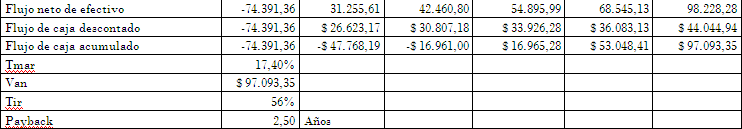 Flujo neto de efectivo -74.391,36 31.255,61 42.460,80 54.895,99 68.545,13 98.228,28
Flujo de caja descontado -74.391,36 $ 26.623,17 $ 30.807,18 $ 33.926,28 $ 36.083,13 $ 44.044,94
Flujo de caja acumulado -74.391,36 -$ 47.768,19 -$ 16.961,00 $ 16.965,28 $ 53.048,41 $ 97.093,35
Tmar 17,40%
Van $ 97.093,35
Tir 56%
Payback 2,50 Años